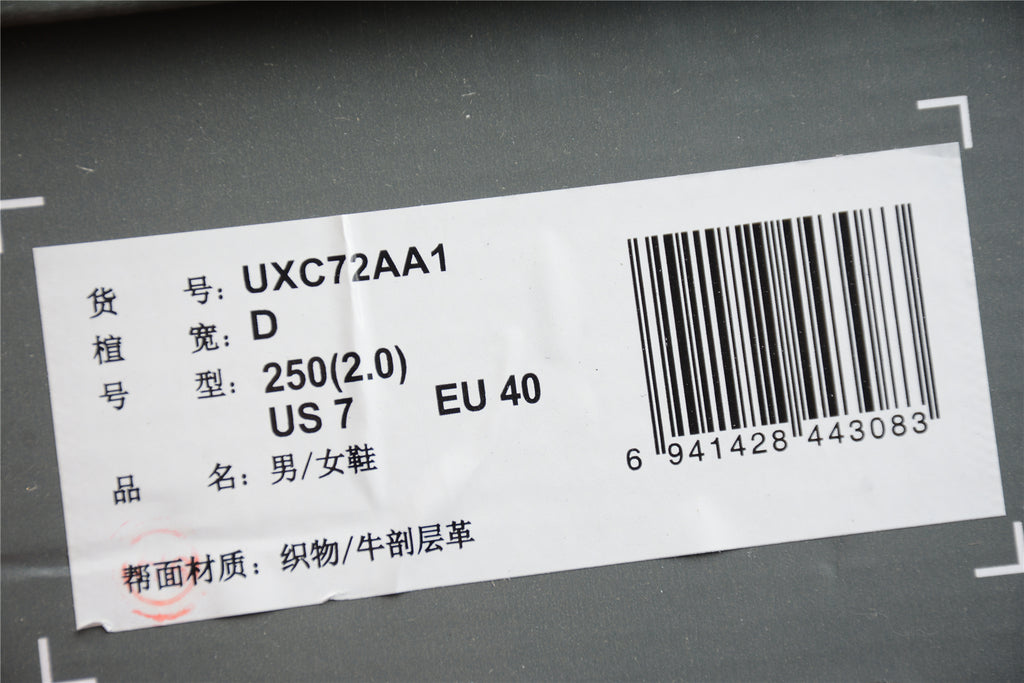 货 号: UXC72AA1
楦 宽: D
号 型: 250(2.0)
US 7 EU 40
品 名: 男/女鞋
帮面材质: 织物/牛剖层革
6 941428 443083